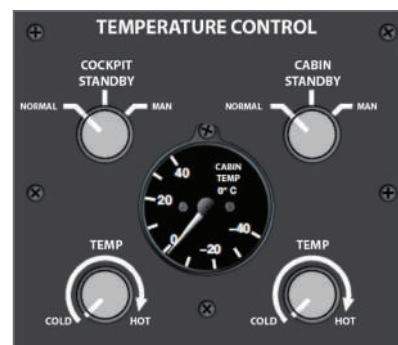 TEMPERATURE CONTROL
COCKPIT
STANDBY
NORMAL
MAN
CABIN
STANDBY
NORMAL
MAN
CABIN
TEMP
0° C
40
20
0
-20
-40
TEMP
COLD
HOT
TEMP
COLD
HOT